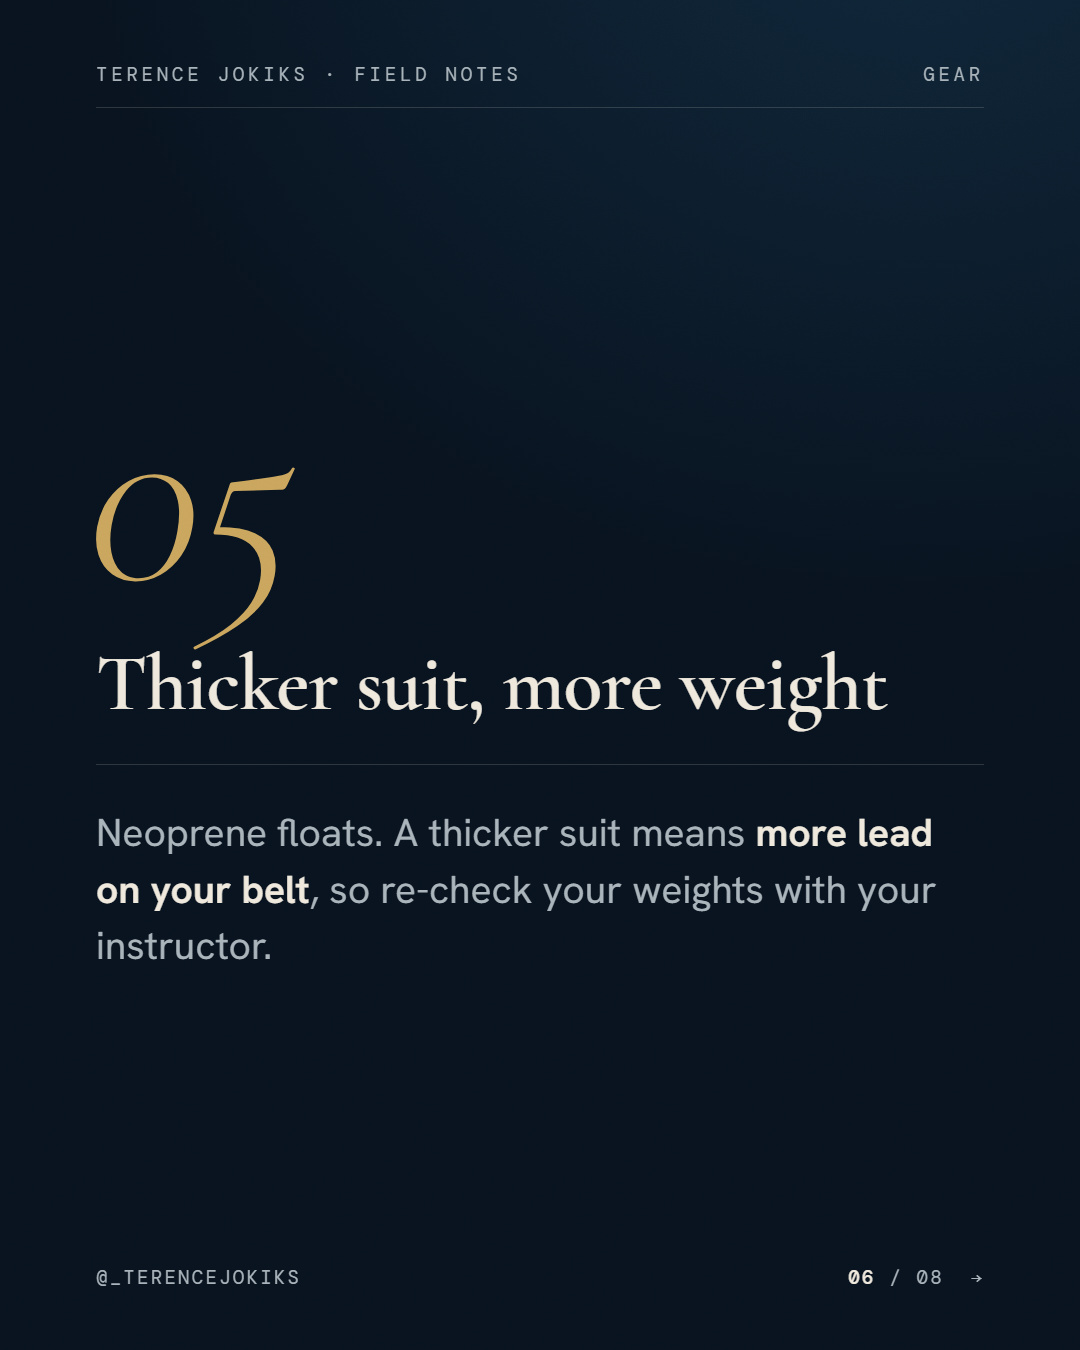 TERENCE JOKIKS · FIELD NOTES
GEAR
05
Thicker suit, more weight
Neoprene floats. A thicker suit means more lead
on your belt, so re-check your weights with your
instructor.
@_TERENCEJOKIKS
06 / 08 →